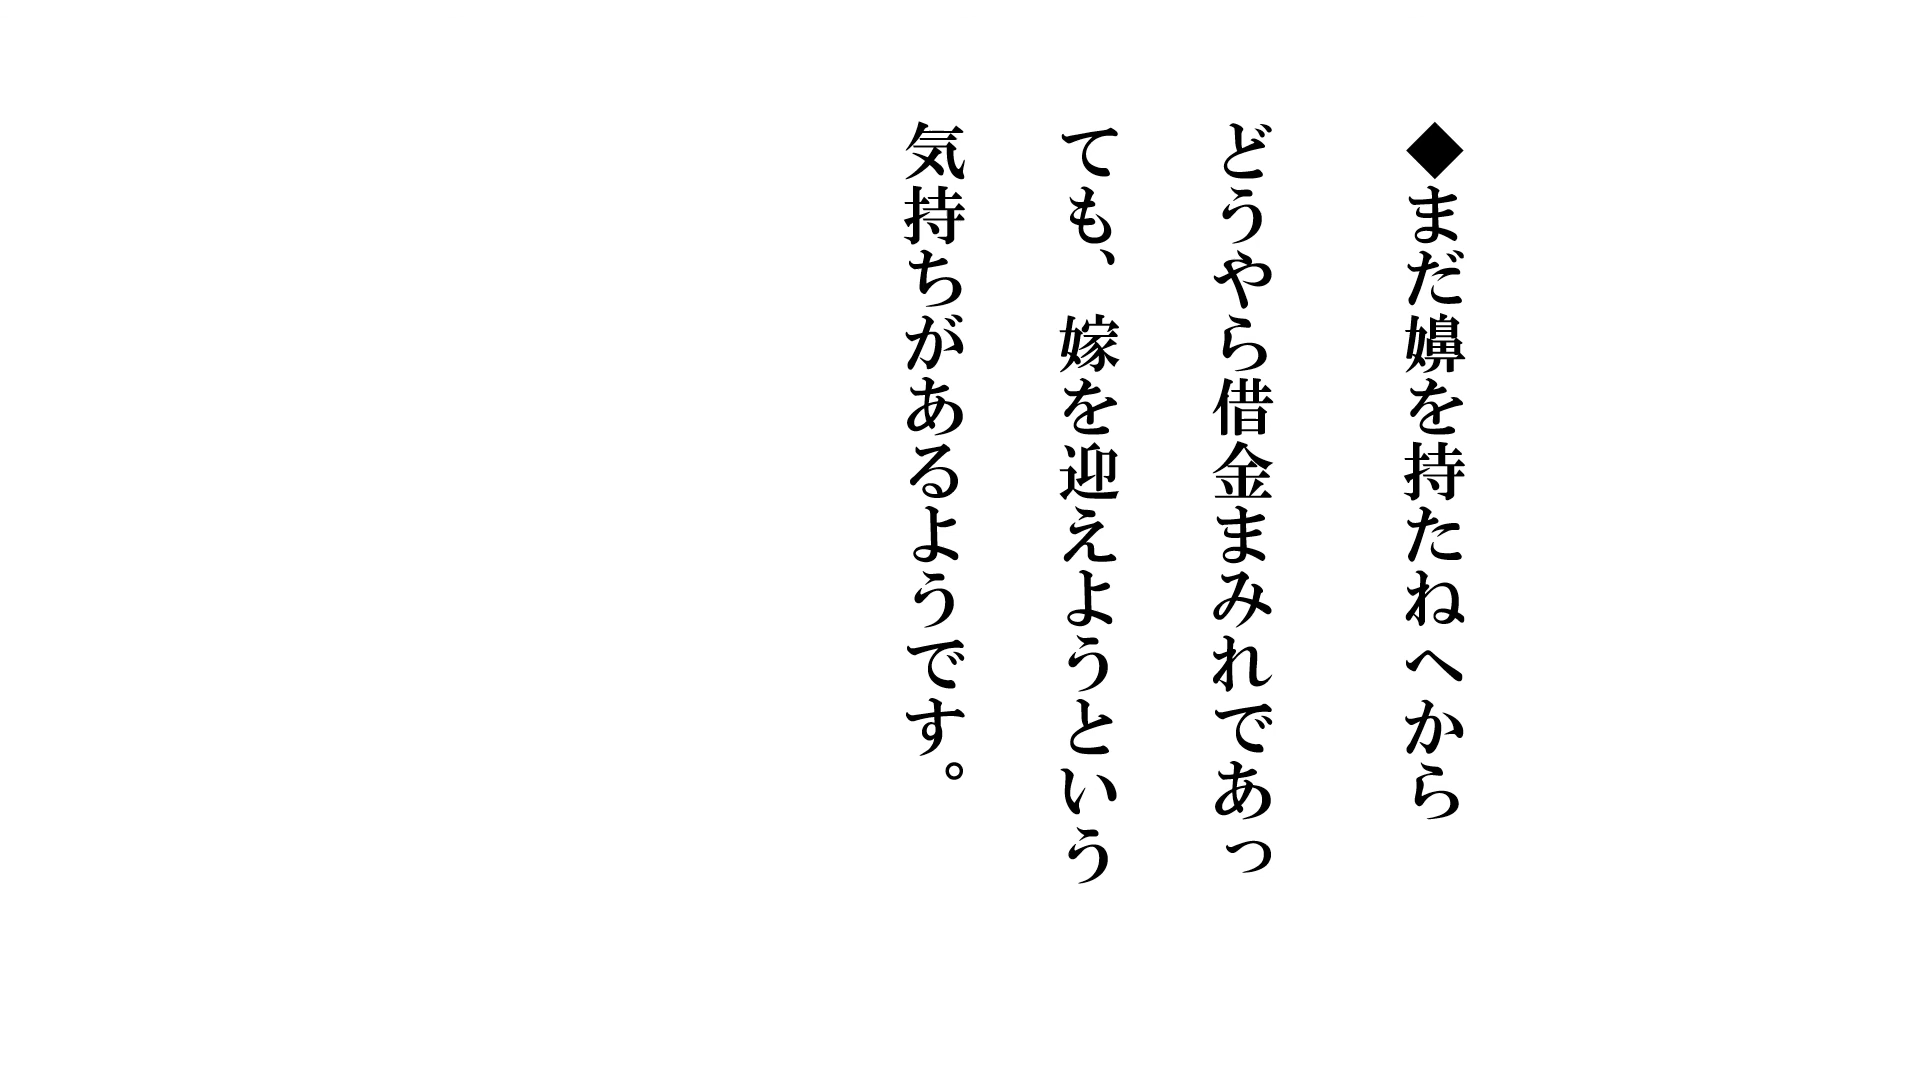 ◆まだ嬶を持たねへから
どうやら借金まみれであっ
ても、嫁を迎えようという
気持ちがあるようです。